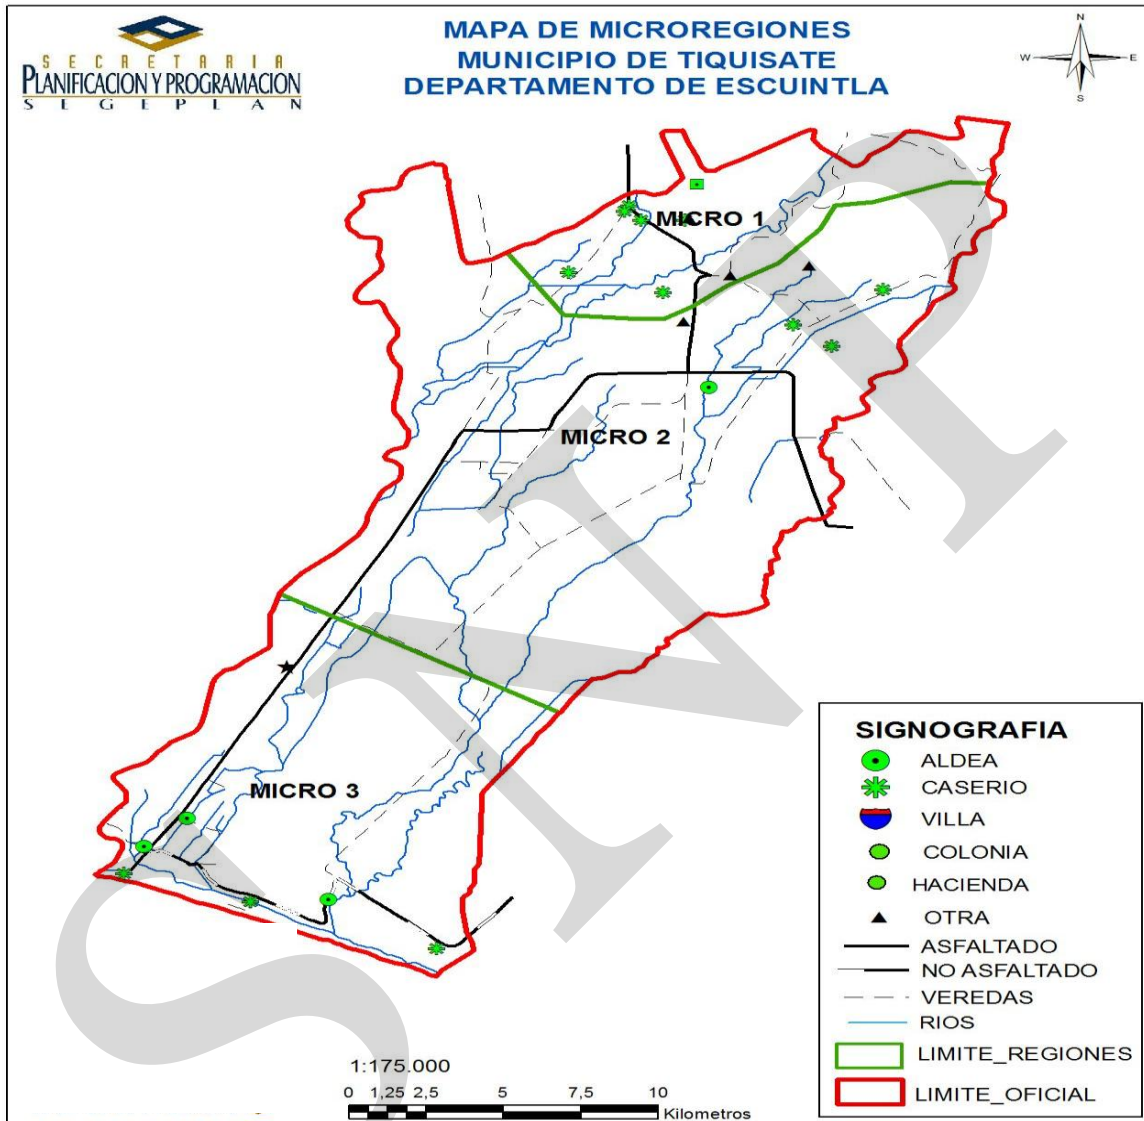 SECRETARIA
PLANIFICACION Y PROGRAMACION
SEGEPLAN
MAPA DE MICROREGIONES
MUNICIPIO DE TIQUISATE
DEPARTAMENTO DE ESCUINTLA
N
W E
S
MICRO 1
MICRO 2
MICRO 3
SNP
SIGNOGRAFIA
ALDEA
CASERIO
VILLA
COLONIA
HACIENDA
OTRA
ASFALTADO
NO ASFALTADO
VEREDAS
RIOS
LIMITE_REGIONES
LIMITE_OFICIAL
1:175.000
0 1,25 2,5 5 7,5 10
Kilometros